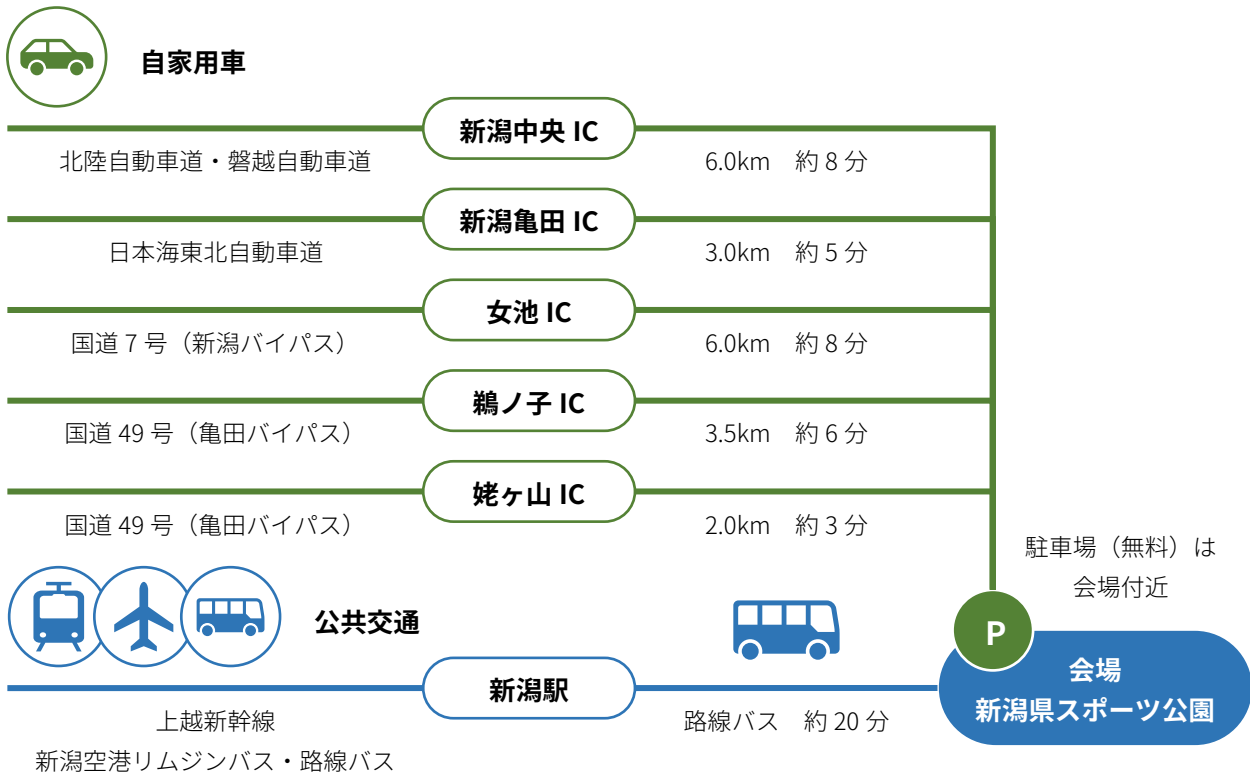 自家用車
新潟中央 IC
北陸自動車道・磐越自動車道
6.0km 約 8 分
新潟亀田 IC
日本海東北自動車道
3.0km 約 5 分
女池 IC
国道 7 号（新潟バイパス）
6.0km 約 8 分
鵜ノ子 IC
国道 49 号（亀田バイパス）
3.5km 約 6 分
姥ヶ山 IC
国道 49 号（亀田バイパス）
2.0km 約 3 分
駐車場（無料）は
会場付近
公共交通
P
新潟駅
会場
新潟県スポーツ公園
上越新幹線
新潟空港リムジンバス・路線バス
路線バス 約 20 分